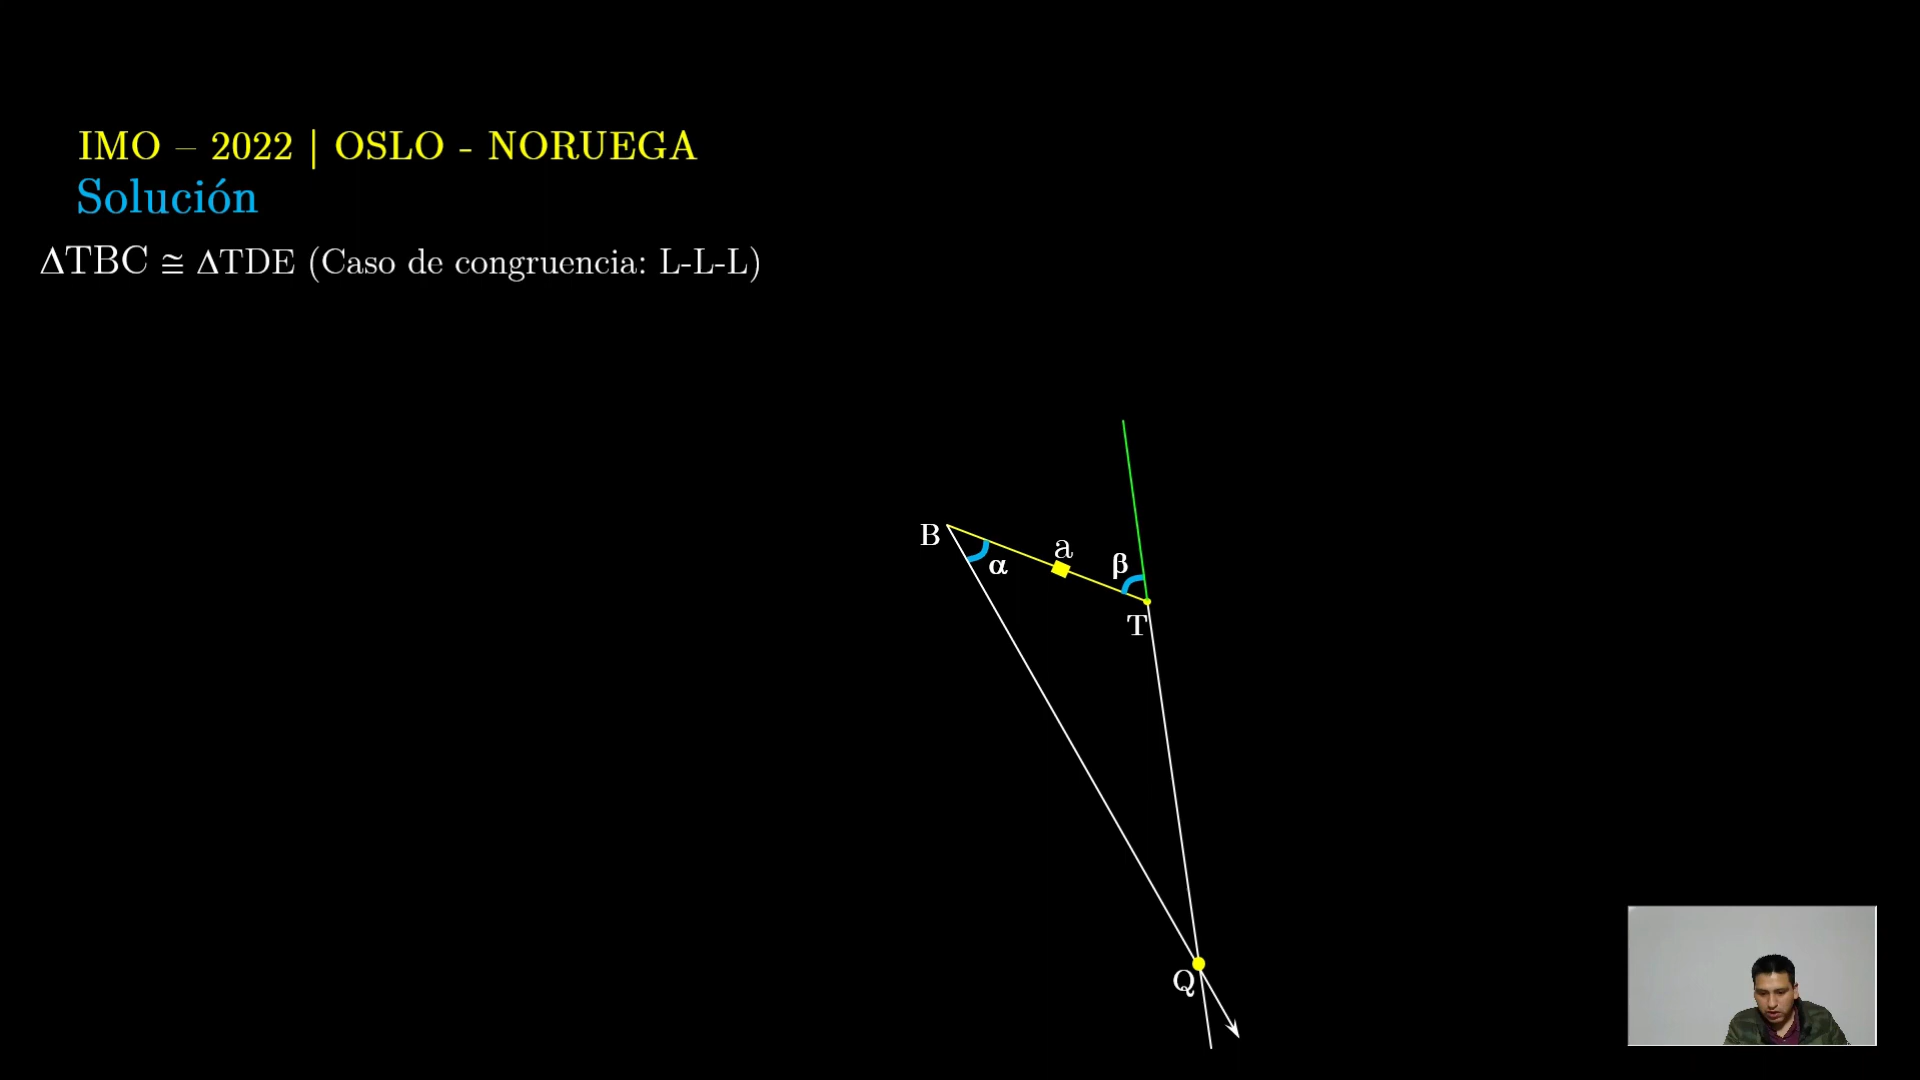 IMO – 2022 | OSLO - NORUEGA
Solución
ΔTBC ≅ ΔTDE (Caso de congruencia: L-L-L)
B
a
α
β
T
Q